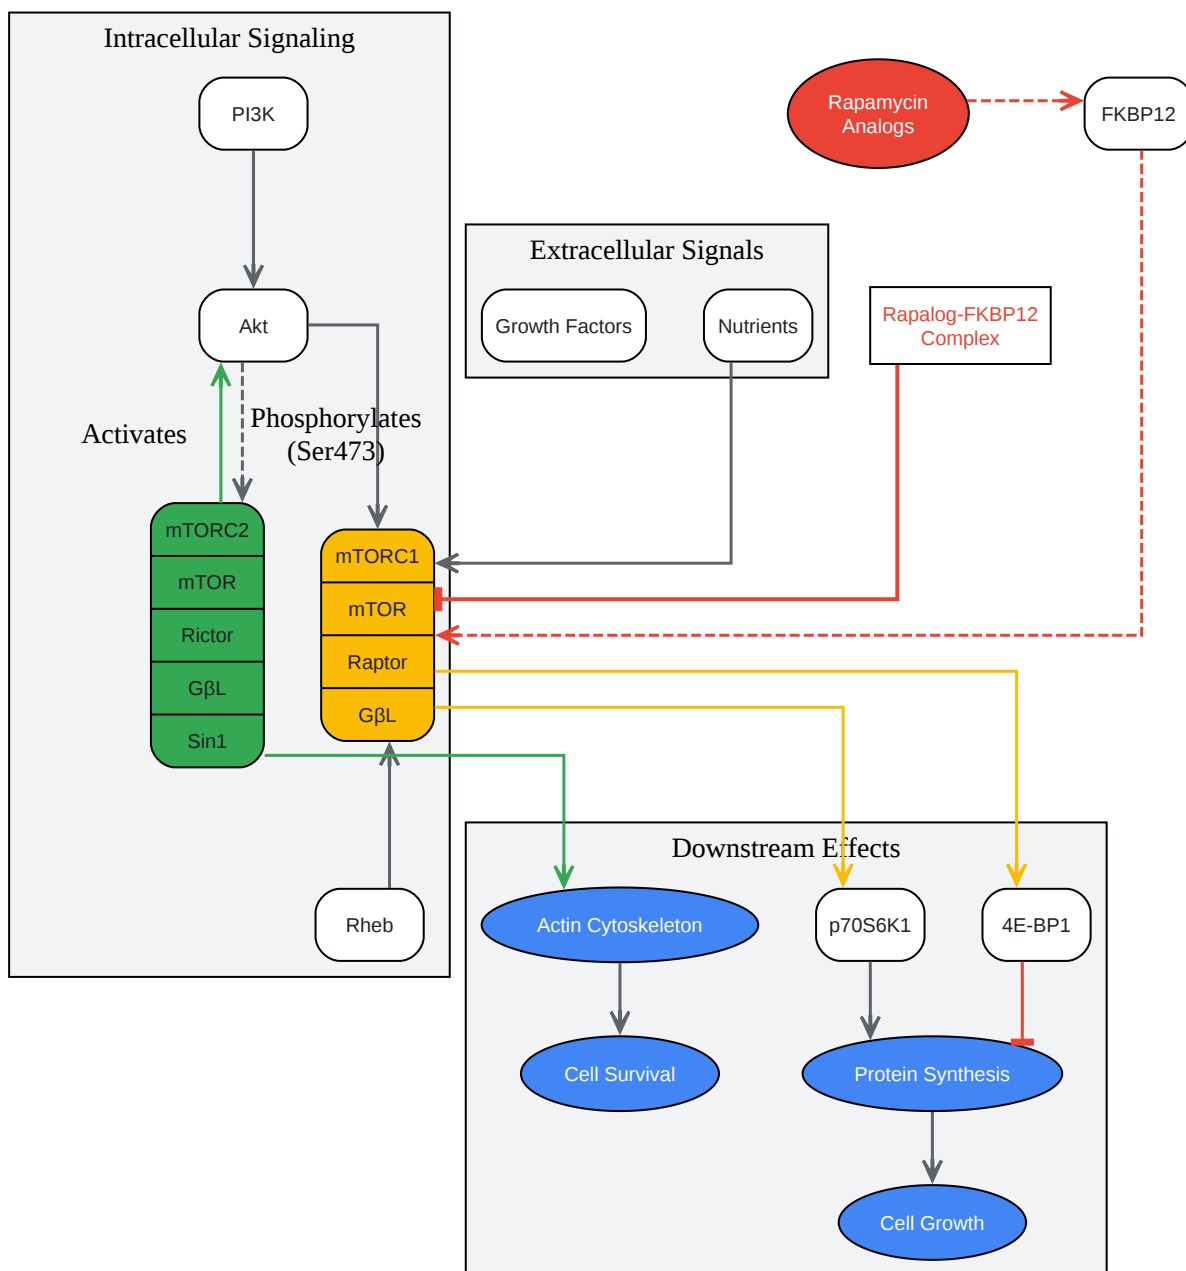 Intracellular Signaling
PI3K
Rapamycin
Analogs
FKBP12
Extracellular Signals
Growth Factors
Nutrients
Akt
Rapalog-FKBP12
Complex
Activates
Phosphorylates
(Ser473)
mTORC2
mTOR
Rictor
GβL
Sin1
mTORC1
mTOR
Raptor
GβL
Rheb
Downstream Effects
Actin Cytoskeleton
p70S6K1
4E-BP1
Cell Survival
Protein Synthesis
Cell Growth